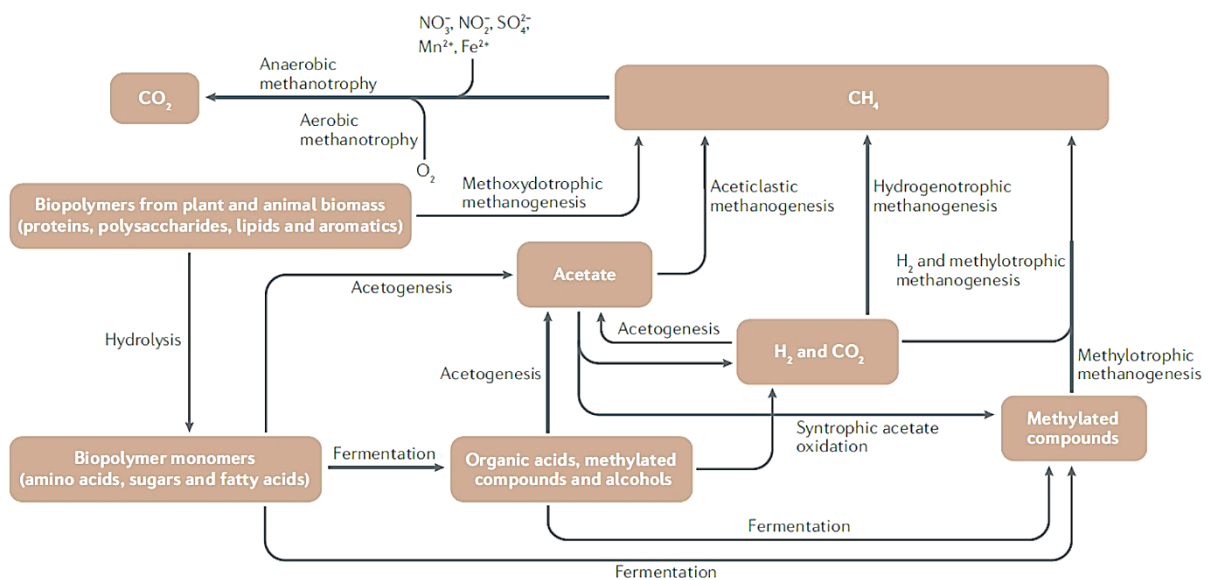 NO₃⁻, NO₂⁻, SO₄²⁻,
Mn²⁺, Fe²⁺
Anaerobic
methanotrophy
CO₂
CH₄
Aerobic
methanotrophy
O₂
Biopolymers from plant and animal biomass
(proteins, polysaccharides, lipids and aromatics)
Methoxydotrophic
methanogenesis
Aceticlastic
methanogenesis
Hydrogenotrophic
methanogenesis
Acetate
H₂ and methylotrophic
methanogenesis
Acetogenesis
Hydrolysis
Acetogenesis
H₂ and CO₂
Acetogenesis
Methylotrophic
methanogenesis
Biopolymer monomers
(amino acids, sugars and fatty acids)
Fermentation
Organic acids, methylated
compounds and alcohols
Syntrophic acetate
oxidation
Methylated
compounds
Fermentation
Fermentation